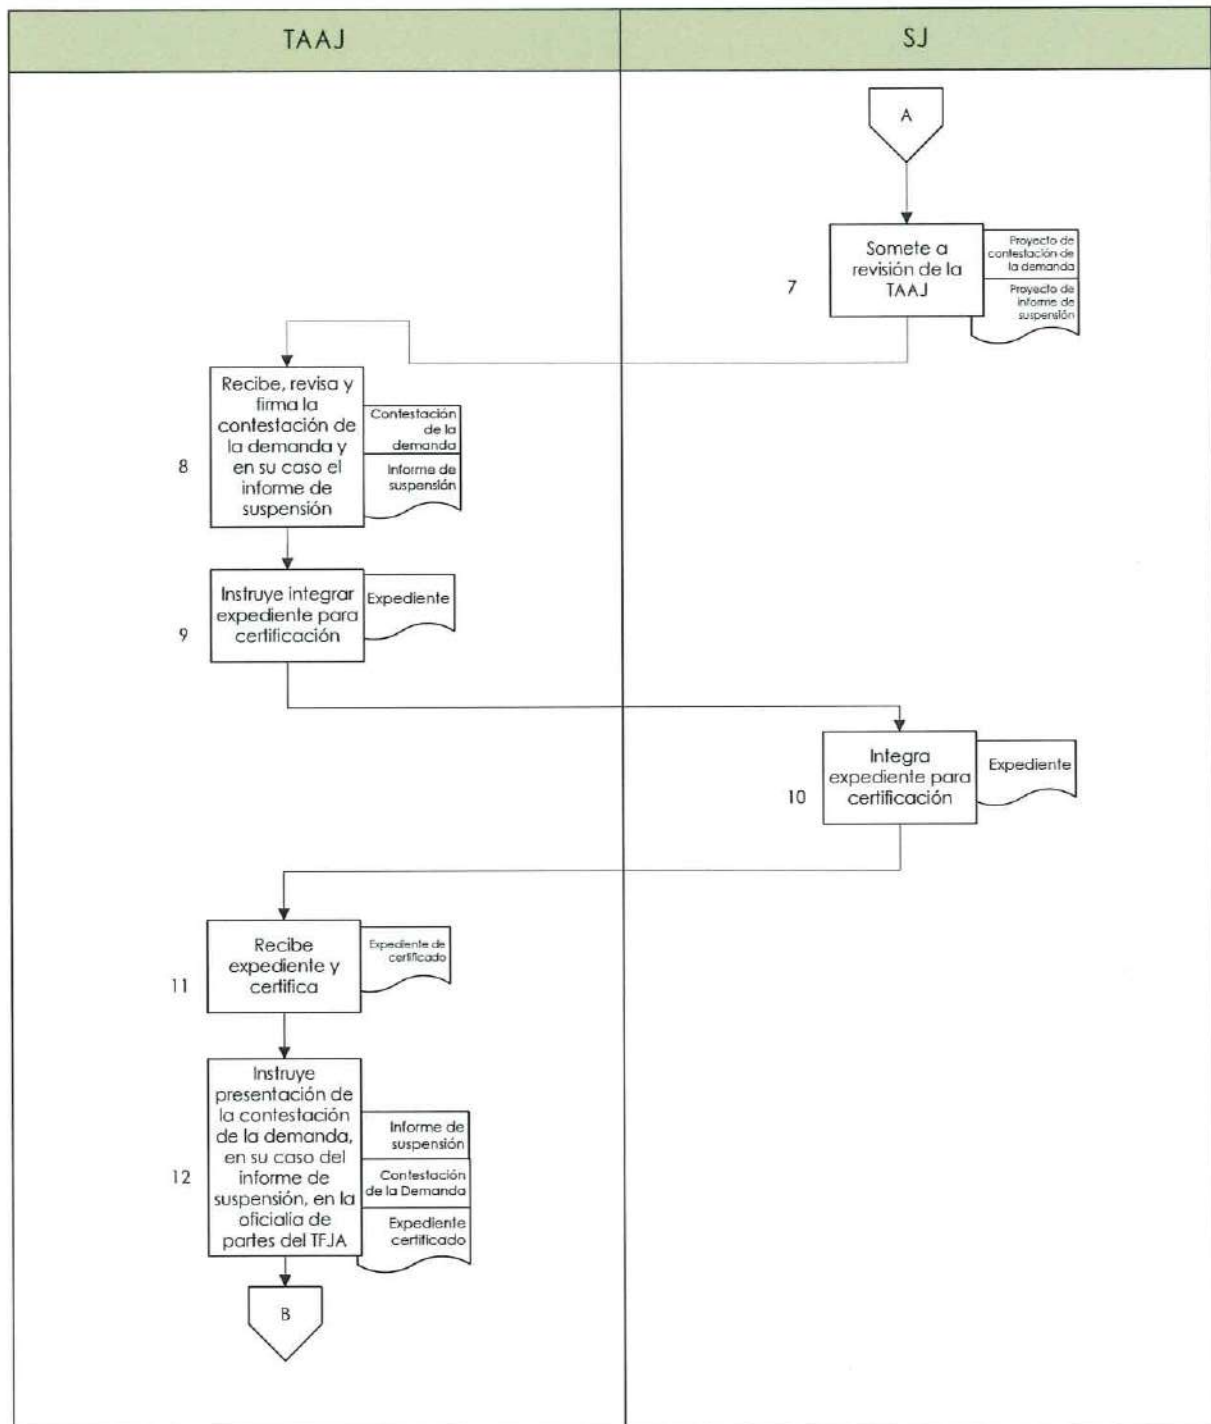 TAAJ
SJ
A
7
Somete a
revisión de la
TAAJ
Proyecto de
contestación de
la demanda
Proyecto de
informe de
suspensión
8
Recibe, revisa y
firma la
contestación de
la demanda y
en su caso el
informe de
suspensión
Contestación
de la
demanda
Informe de
suspensión
9
Instruye integrar
expediente para
certificación
Expediente
10
Integra
expediente para
certificación
Expediente
11
Recibe
expediente y
certifica
Expediente de
certificado
12
Instruye
presentación de
la contestación
de la demanda,
en su caso del
informe de
suspensión, en la
oficialía de
partes del TFJA
Informe de
suspensión
Contestación
de la Demanda
Expediente
certificado
B